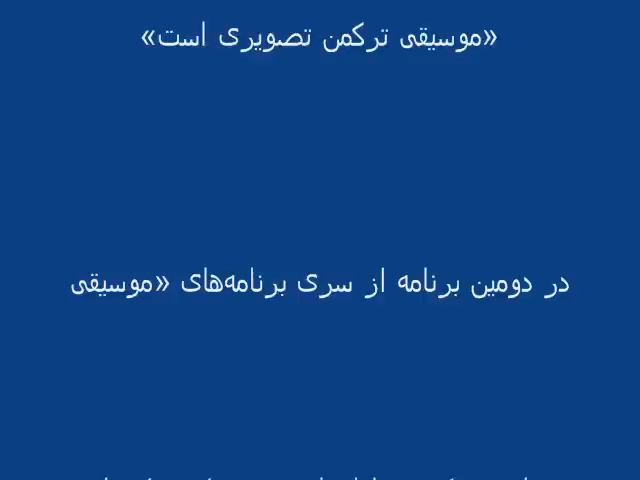 «موسیقی ترکمن تصویری است»
در دومین برنامه از سری برنامه‌های «موسیقی